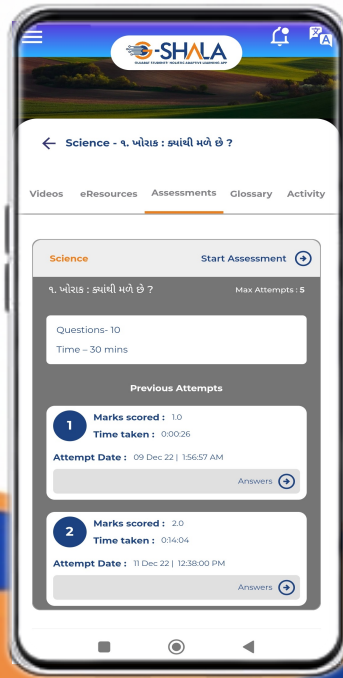 G-SHALA
GUJARAT STUDENTS' HOLISTIC ADAPTIVE LEARNING APP
Science - ૧. ખોરાક : ક્યાંથી મળે છે ?
Videos eResources Assessments Glossary Activity
Science Start Assessment
૧. ખોરાક : ક્યાંથી મળે છે ? Max Attempts : 5
Questions- 10
Time – 30 mins
Previous Attempts
1 Marks scored : 1.0
Time taken : 0:00:26
Attempt Date : 09 Dec 22 | 1:56:57 AM
Answers
2 Marks scored : 2.0
Time taken : 0:14:04
Attempt Date : 11 Dec 22 | 12:38:00 PM
Answers